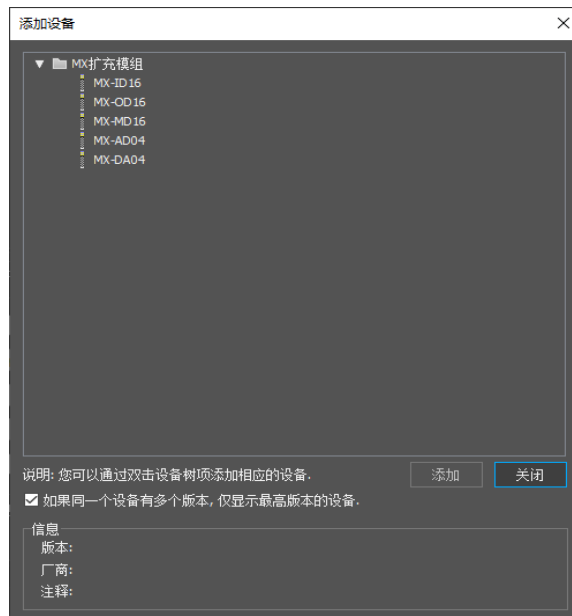 添加设备
MX扩充模组
MX-ID16
MX-OD16
MX-MD16
MX-AD04
MX-DA04
说明: 您可以通过双击设备树项添加相应的设备.
添加
关闭
如果同一个设备有多个版本, 仅显示最高版本的设备.
信息
版本:
厂商:
注释: